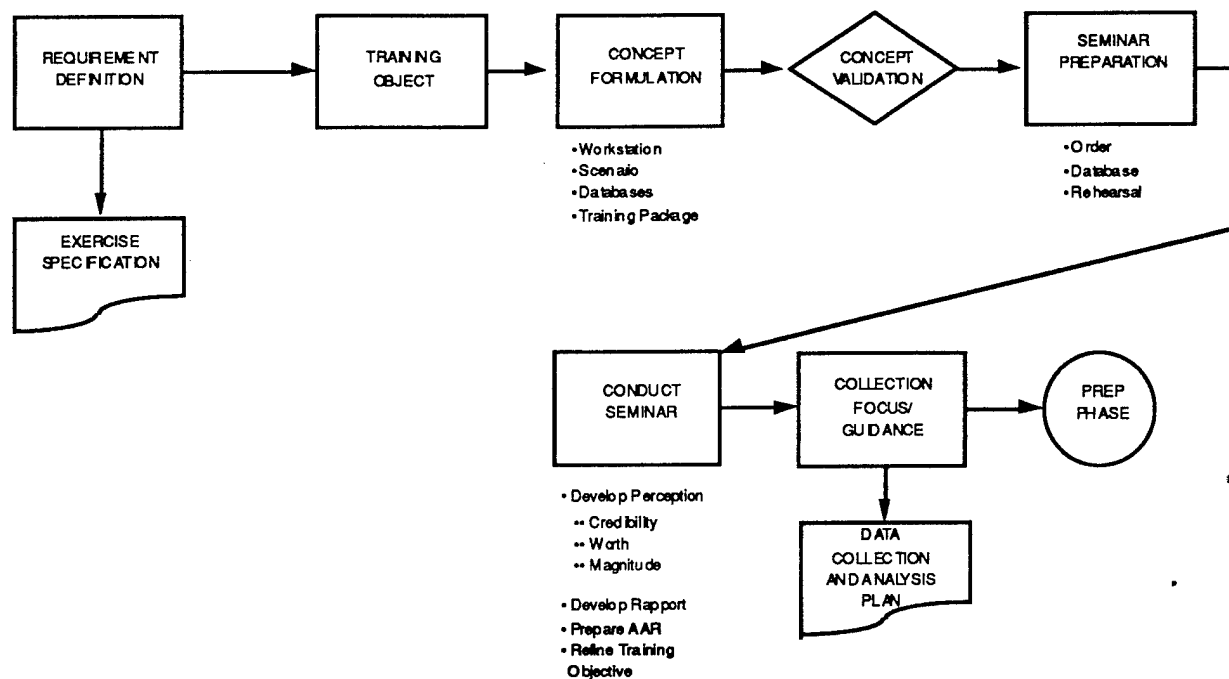 REQUIREMENT
DEFINITION
TRAINING
OBJECT
CONCEPT
FORMULATION
CONCEPT
VALIDATION
SEMINAR
PREPARATION
•Workstation
•Scenaio
•Databases
•Training Package
•Order
•Database
•Rehearsal
EXERCISE
SPECIFICATION
CONDUCT
SEMINAR
COLLECTION
FOCUS/
GUIDANCE
PREP
PHASE
• Develop Perception
•• Credibility
•• Worth
•• Magnitude
• Develop Rapport
• Prepare AAR
• Refine Training
Objective
DATA
COLLECTION
AND ANALYSIS
PLAN